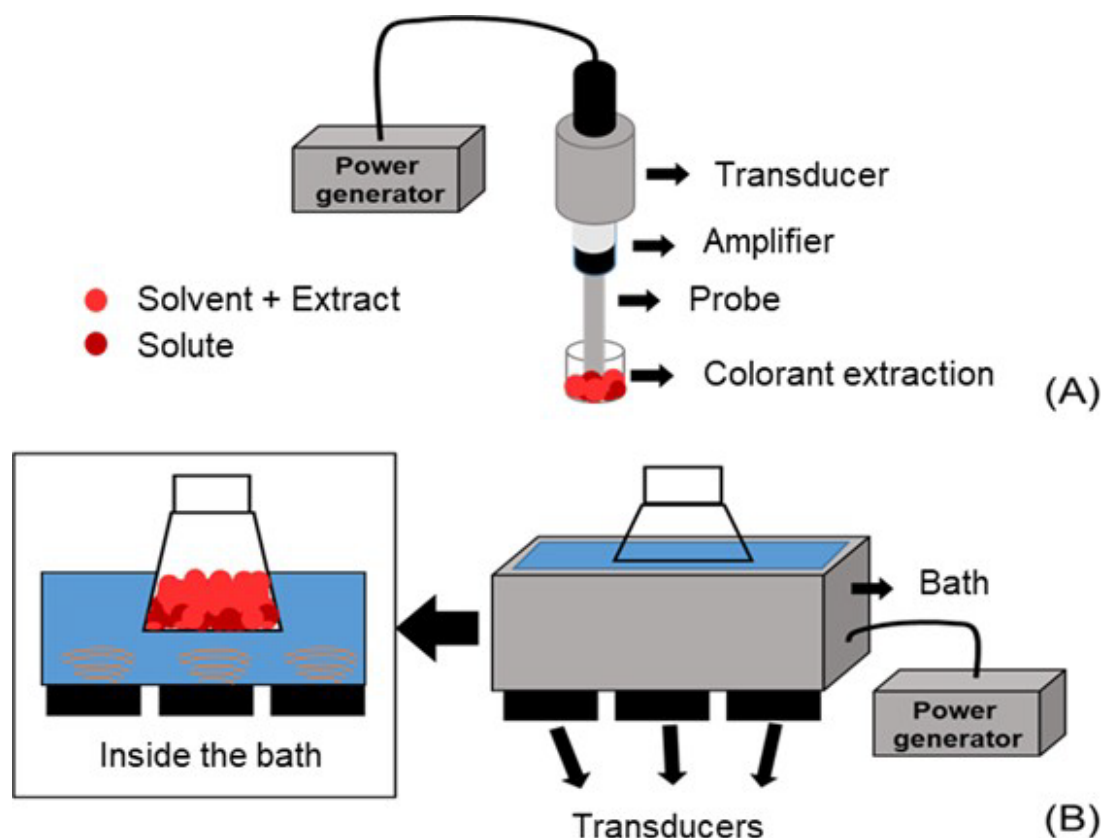 Power
generator
Transducer
Amplifier
Probe
Solvent + Extract
Solute
Colorant extraction
(A)
Inside the bath
Bath
Power
generator
Transducers
(B)